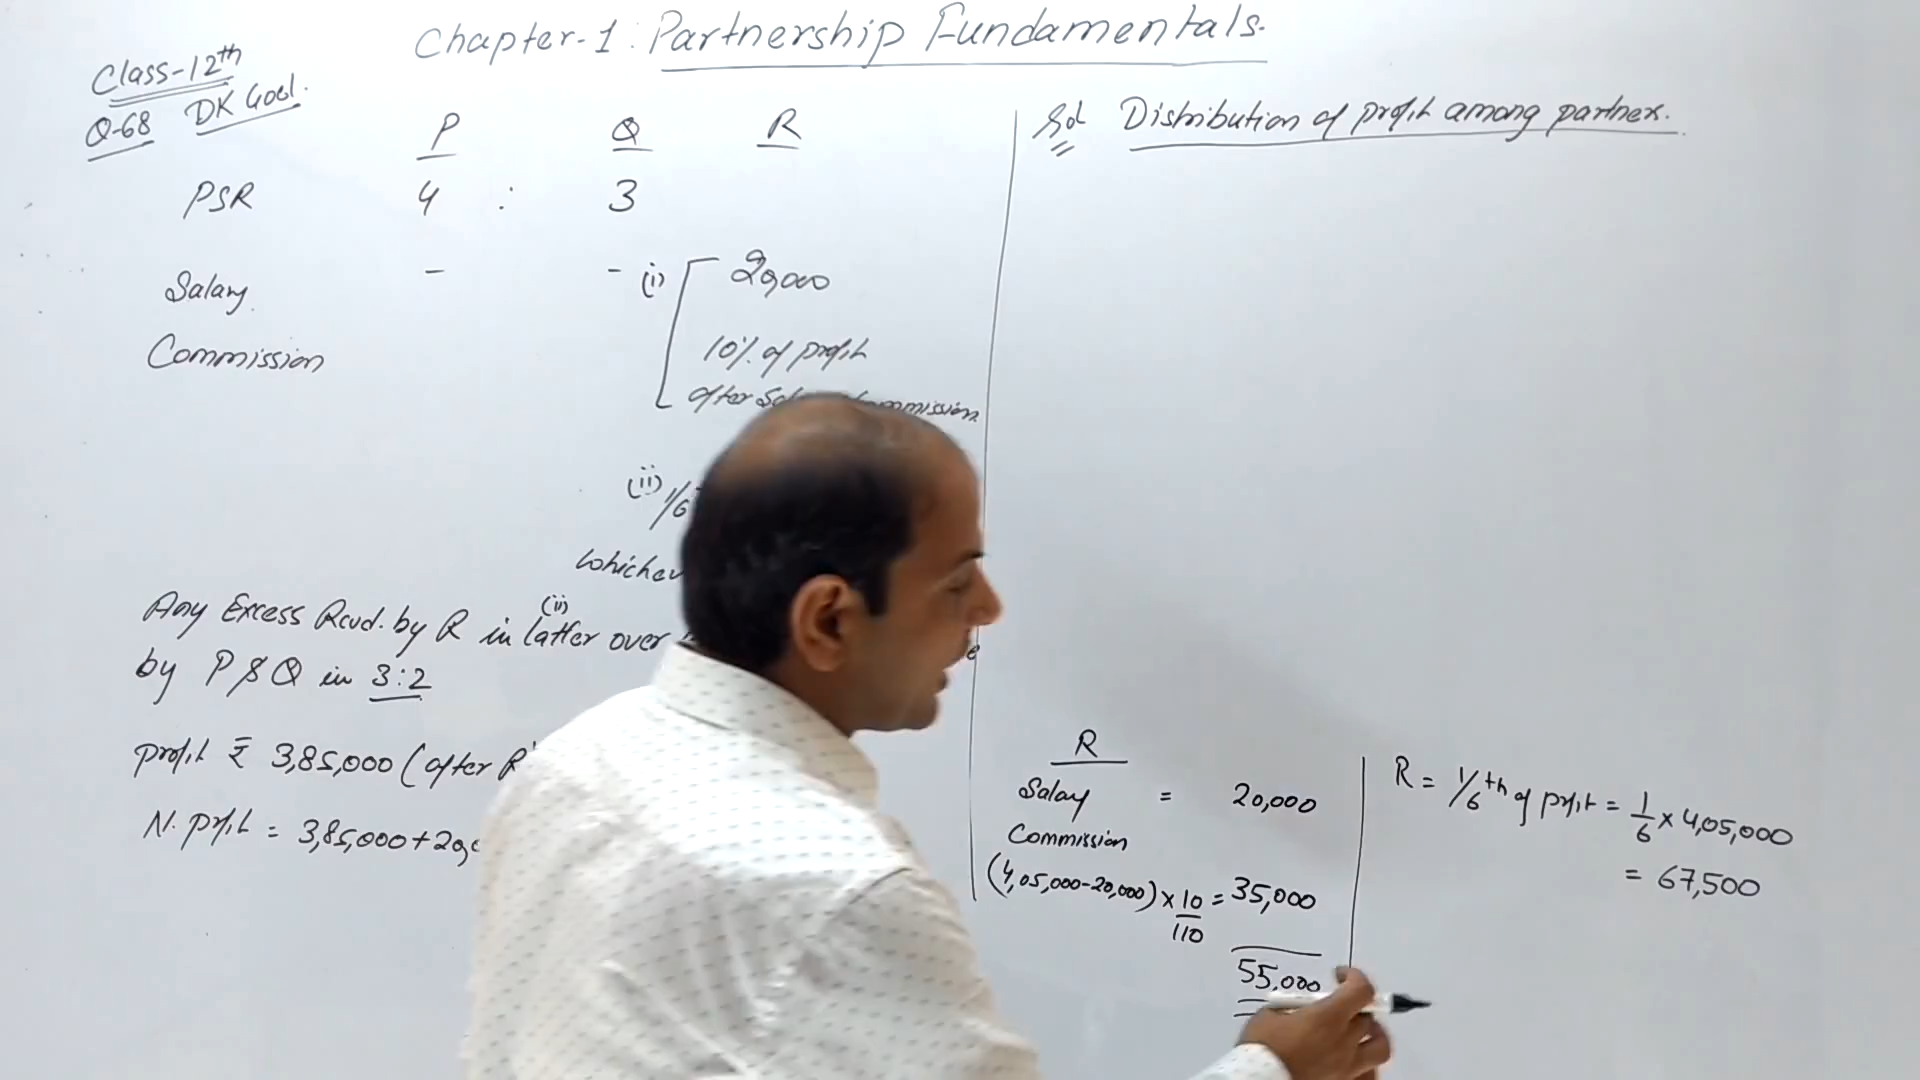 Chapter-1: Partnership Fundamentals.
Class-12th
Q-68 DK Goel.
P Q R
PSR 4 : 3
Salary - - (i) 20,000
Commission 10% of profit
after commission
(ii) 1/6
Any Excess Rcvd. by R in latter (ii) over
by P & Q in 3:2
profit ₹ 3,85,000 (after R'
N. profit = 3,85,000 + 20,
Sol Distribution of profit among partners.
R
Salary = 20,000
Commission
(4,05,000-20,000) × 10/110 = 35,000
55,000
R = 1/6th of profit = 1/6 × 4,05,000
= 67,500